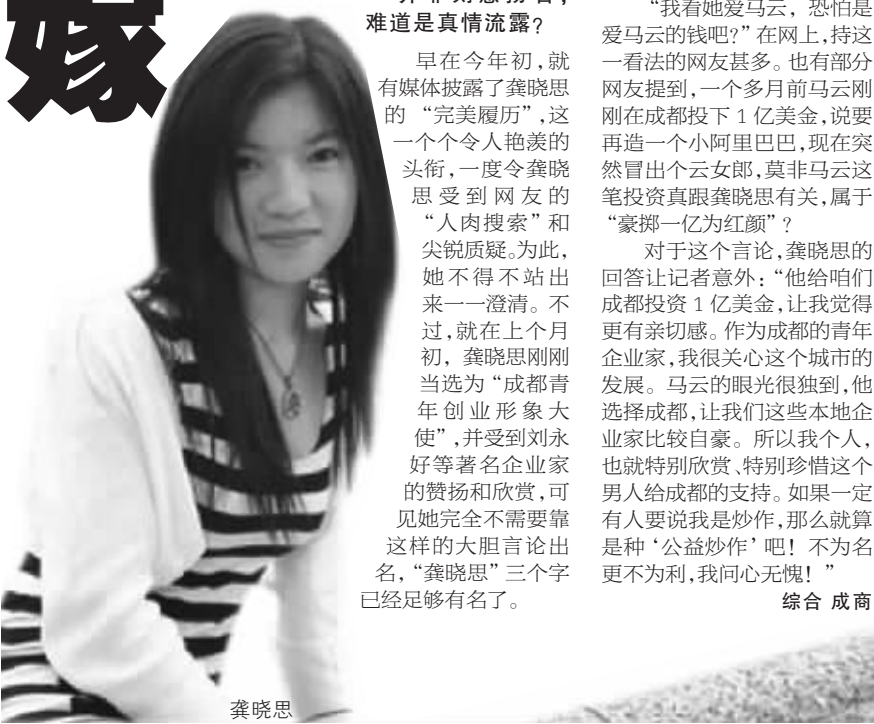 嫁
难道是真情流露？
早在今年初，就
有媒体披露了龚晓思
的“完美履历”，这
一个个令人艳羡的
头衔，一度令龚晓
思受到网友的
“人肉搜索”和
尖锐质疑。为此，
她不得不站出
来一一澄清。不
过，就在上个月
初，龚晓思刚刚
当选为“成都青
年创业形象大
使”，并受到刘永
好等著名企业家
的赞扬和欣赏，可
见她完全不需要靠
这样的大胆言论出
名，“龚晓思”三个字
已经足够有名了。
“我看她爱马云，恐怕是
爱马云的钱吧？”在网上，持这
一看法的网友甚多。也有部分
网友提到，一个多月前马云刚
刚在成都投下1亿美金，说要
再造一个小阿里巴巴，现在突
然冒出个云女郎，莫非马云这
笔投资真跟龚晓思有关，属于
“豪掷一亿为红颜”？
对于这个言论，龚晓思的
回答让记者意外：“他给咱们
成都投资1亿美金，让我觉得
更有亲切感。作为成都的青年
企业家，我很关心这个城市的
发展。马云的眼光很独到，他
选择成都，让我们这些本地企
业家比较自豪。所以我个人，
也就特别欣赏、特别珍惜这个
男人给成都的支持。如果一定
有人要说我是炒作，那么就算
是种‘公益炒作’吧！不为名
更不为利，我问心无愧！”
综合 成商
龚晓思